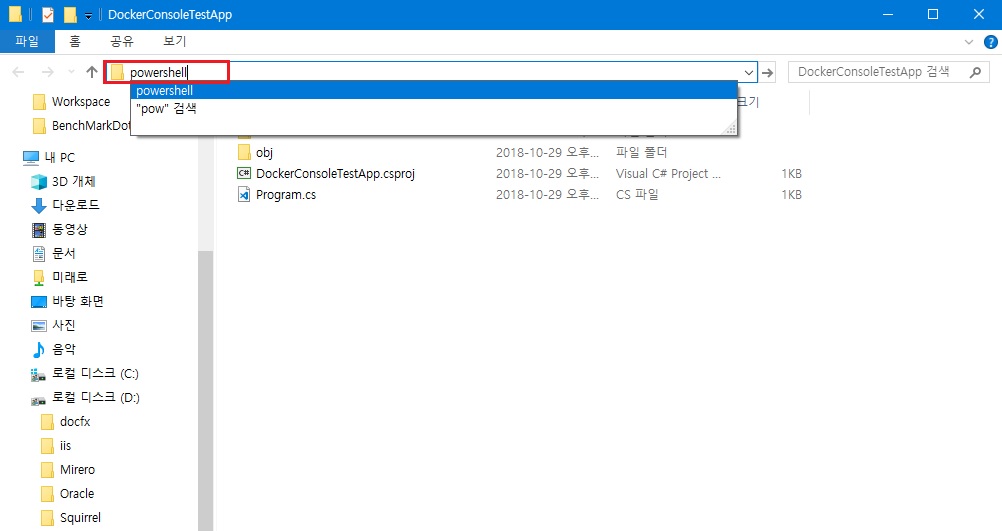 DockerConsoleTestApp
파일 홈 공유 보기
powershell
DockerConsoleTestApp 검색
powershell
"pow" 검색
크기
Workspace
BenchMarkDot
내 PC
3D 개체
다운로드
동영상
문서
미래로
바탕 화면
사진
음악
로컬 디스크 (C:)
로컬 디스크 (D:)
docfx
iis
Mirero
Oracle
Squirrel
obj 2018-10-29 오후... 파일 폴더
DockerConsoleTestApp.csproj 2018-10-29 오후... Visual C# Project ... 1KB
Program.cs 2018-10-29 오후... CS 파일 1KB